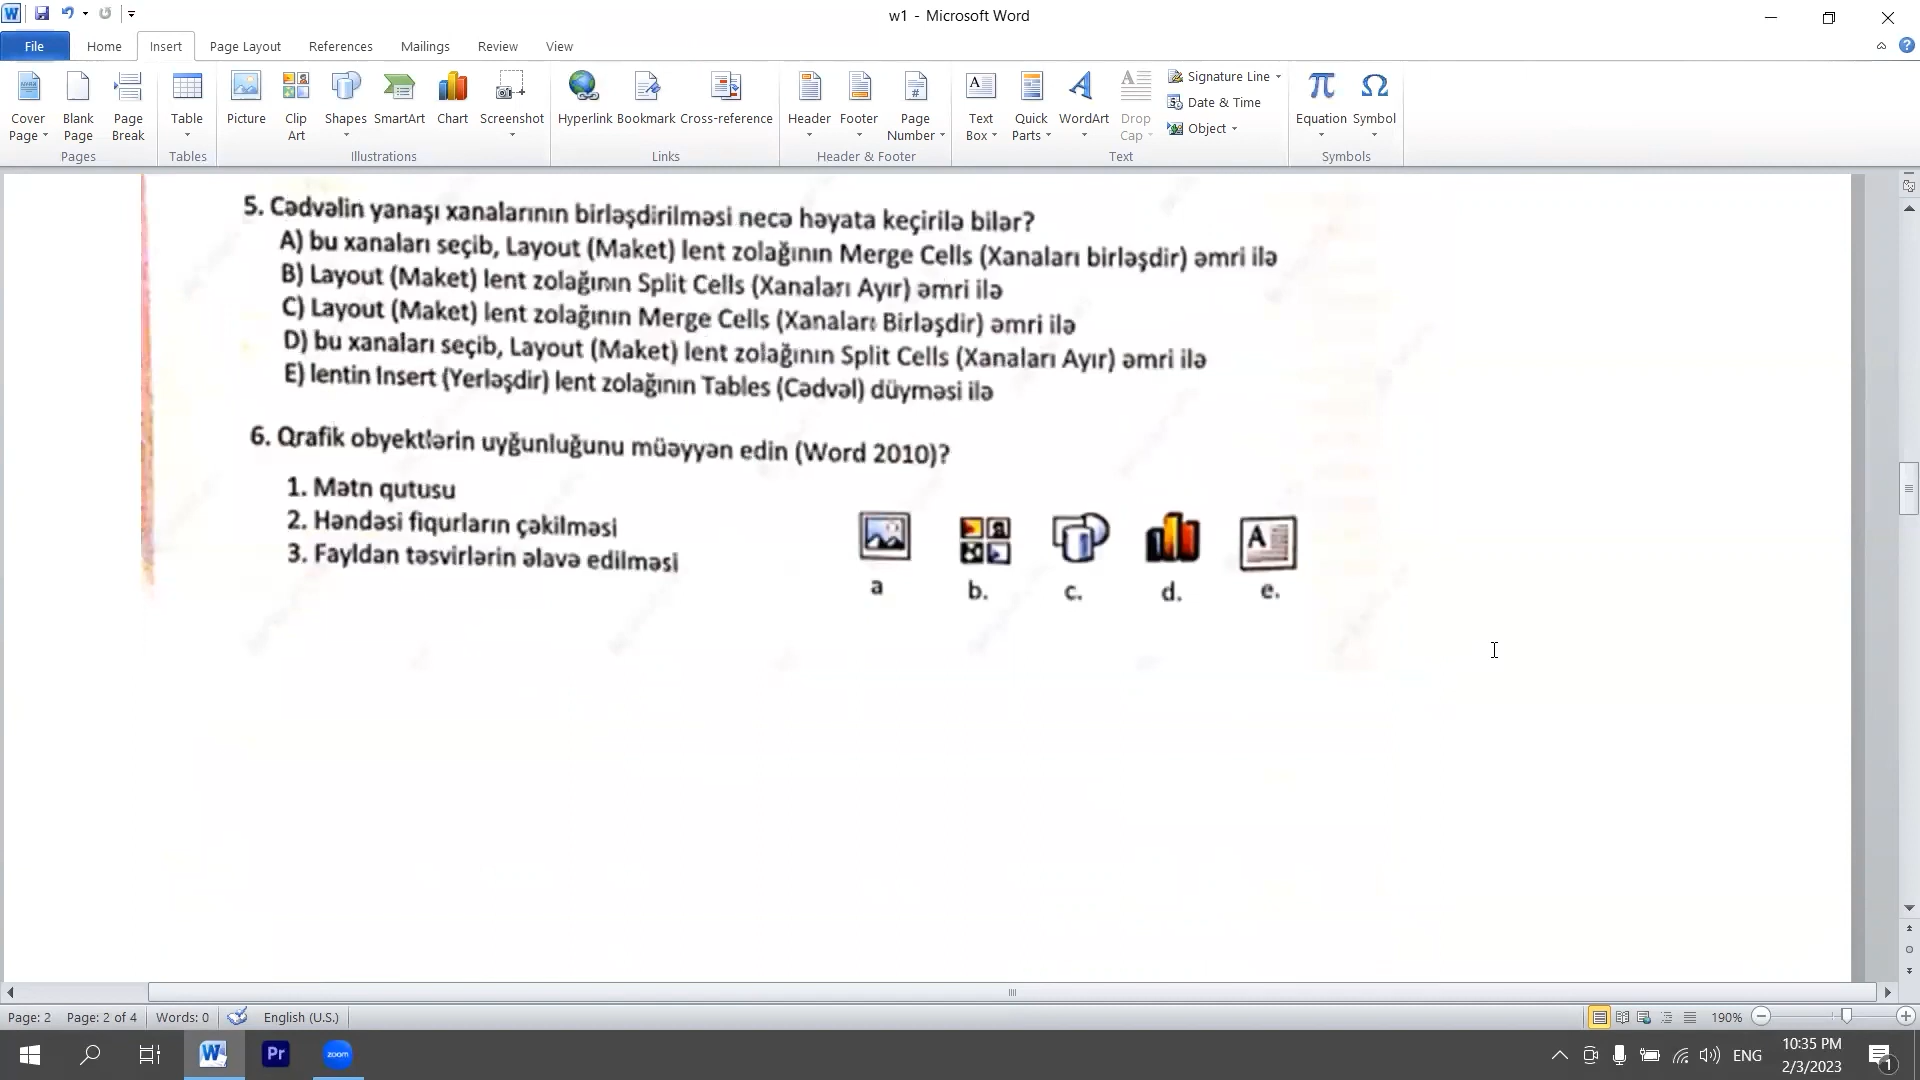 w1 - Microsoft Word
File Home Insert Page Layout References Mailings Review View
Cover Page
Blank Page
Page Break
Table
Picture
Clip Art
Shapes
SmartArt
Chart
Screenshot
Hyperlink
Bookmark
Cross-reference
Header
Footer
Page Number
Text Box
Quick Parts
WordArt
Drop Cap
Signature Line
Date & Time
Object
Equation
Symbol
Pages Tables Illustrations Links Header & Footer Text Symbols
5. Cədvəlin yanaşı xanalarının birləşdirilməsi necə həyata keçirilə bilər?
A) bu xanaları seçib, Layout (Maket) lent zolağının Merge Cells (Xanaları birləşdir) əmri ilə
B) Layout (Maket) lent zolağının Split Cells (Xanaları Ayır) əmri ilə
C) Layout (Maket) lent zolağının Merge Cells (Xanaları Birləşdir) əmri ilə
D) bu xanaları seçib, Layout (Maket) lent zolağının Split Cells (Xanaları Ayır) əmri ilə
E) lentin Insert (Yerləşdir) lent zolağının Tables (Cədvəl) düyməsi ilə
6. Qrafik obyektlərin uyğunluğunu müəyyən edin (Word 2010)?
1. Mətn qutusu
2. Həndəsi fiqurların çəkilməsi
3. Fayldan təsvirlərin əlavə edilməsi
a b. c. d. e.
Page: 2 Page: 2 of 4 Words: 0 English (U.S.) 190%
Pr zoom ENG 10:35 PM
2/3/2023 1